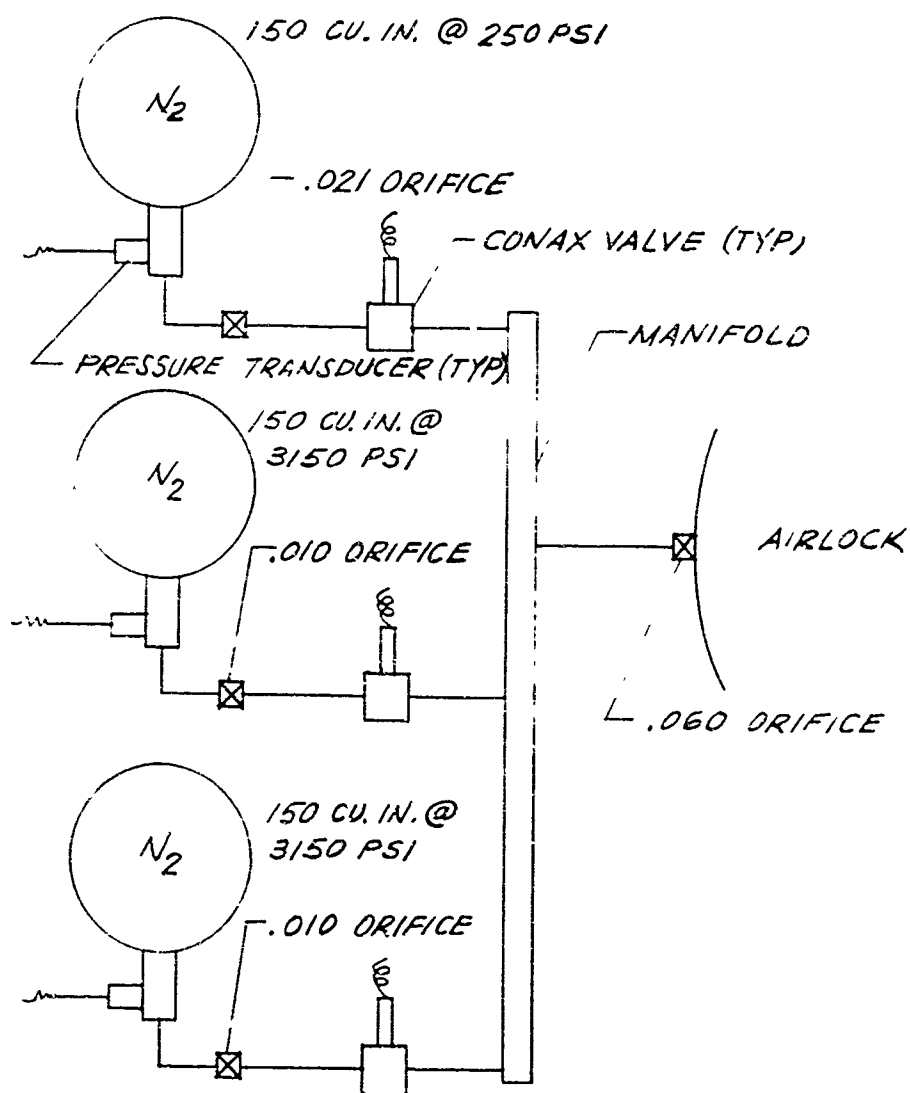 150 CU. IN. @ 250 PSI
N2
.021 ORIFICE
CONAX VALVE (TYP)
MANIFOLD
PRESSURE TRANSDUCER (TYP)
150 CU. IN. @
3150 PSI
N2
.010 ORIFICE
AIRLOCK
.060 ORIFICE
150 CU. IN. @
3150 PSI
N2
.010 ORIFICE